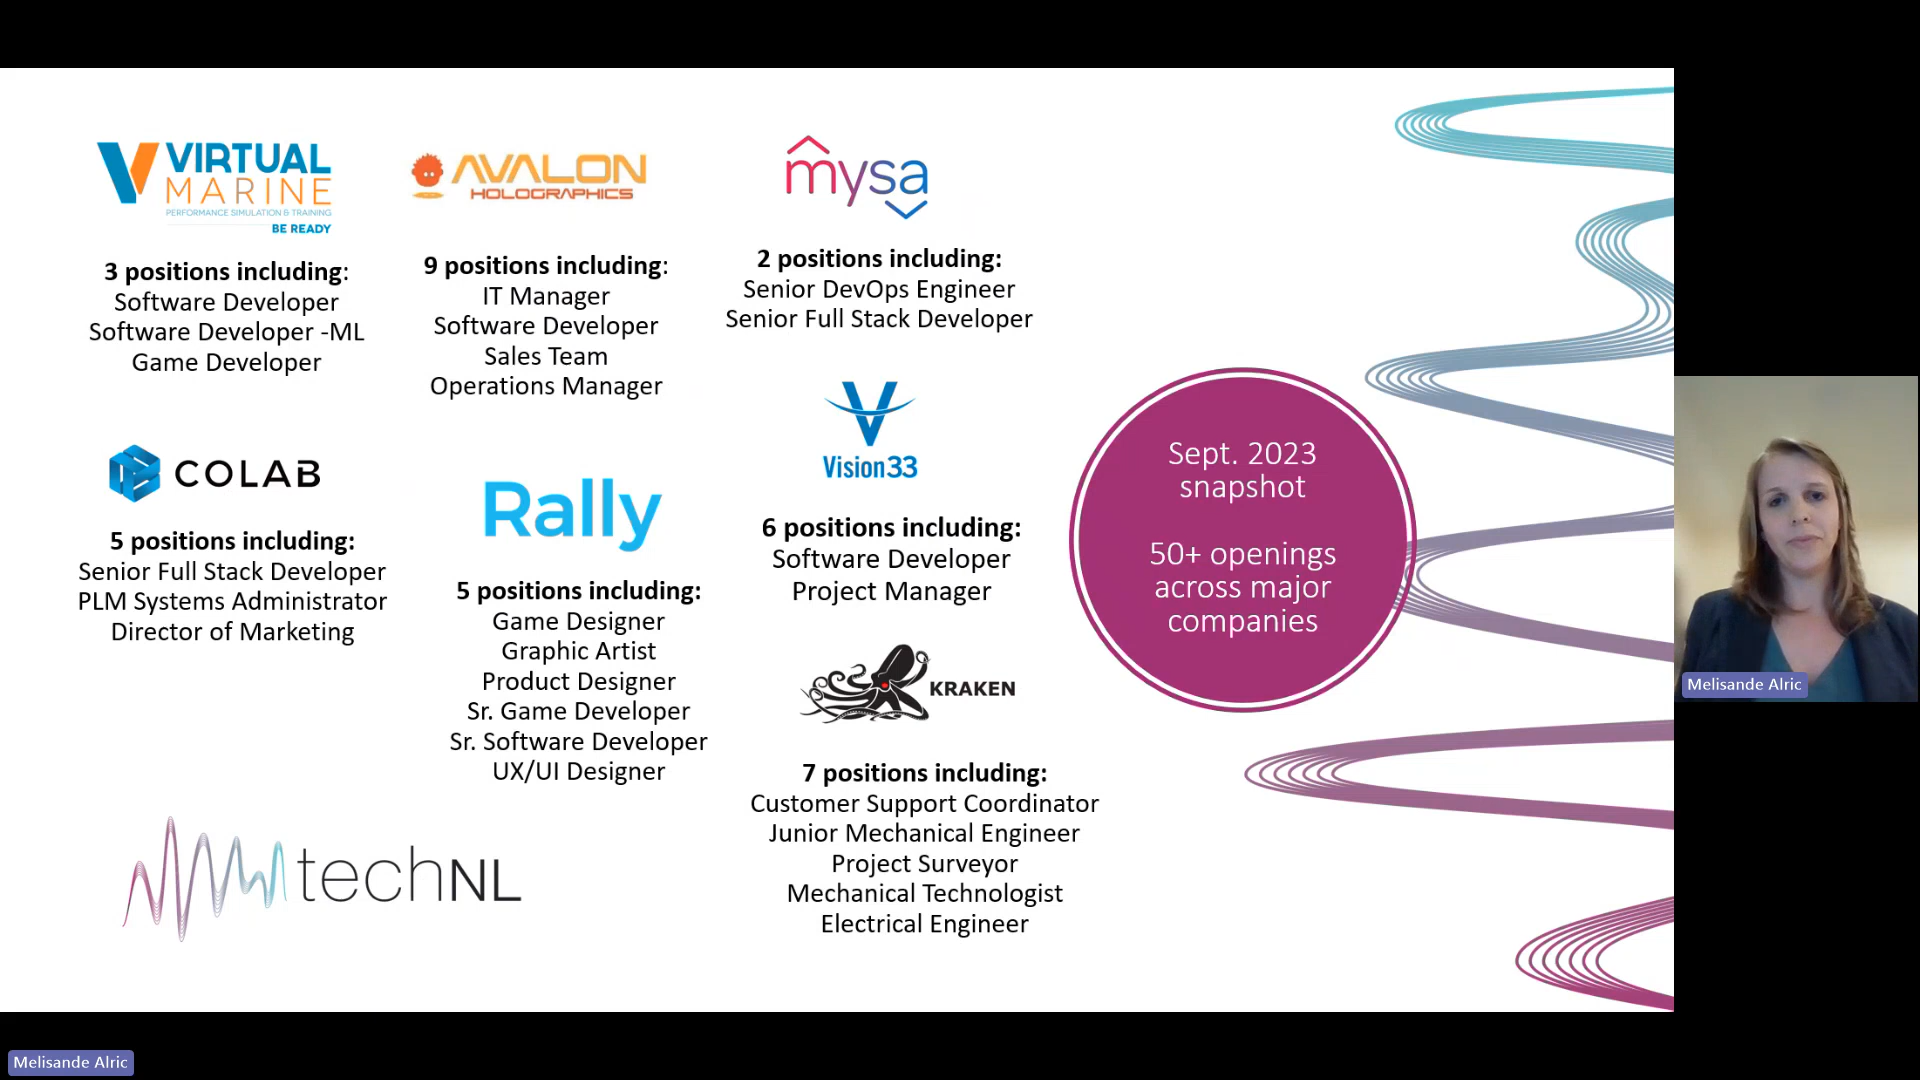 VIRTUAL
MARINE
PERFORMANCE SIMULATION & TRAINING
BE READY
3 positions including:
Software Developer
Software Developer -ML
Game Developer
AVALON
HOLOGRAPHICS
9 positions including:
IT Manager
Software Developer
Sales Team
Operations Manager
mysa
2 positions including:
Senior DevOps Engineer
Senior Full Stack Developer
COLAB
5 positions including:
Senior Full Stack Developer
PLM Systems Administrator
Director of Marketing
Rally
5 positions including:
Game Designer
Graphic Artist
Product Designer
Sr. Game Developer
Sr. Software Developer
UX/UI Designer
Vision33
6 positions including:
Software Developer
Project Manager
KRAKEN
7 positions including:
Customer Support Coordinator
Junior Mechanical Engineer
Project Surveyor
Mechanical Technologist
Electrical Engineer
Sept. 2023
snapshot
50+ openings
across major
companies
techNL
Melisande Alric
Melisande Alric